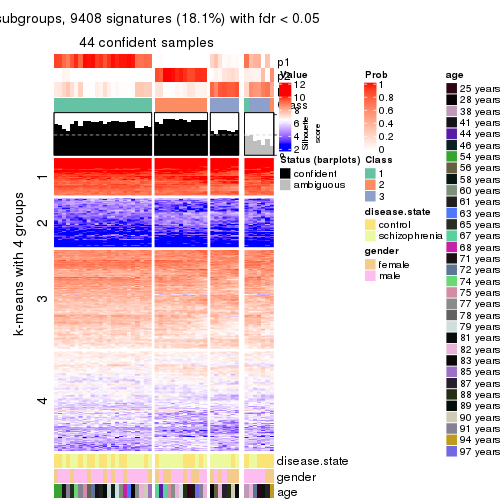 subgroups, 9408 signatures (18.1%) with fdr < 0.05
44 confident samples
p1
p2
Value
12
10
8
6
4
2
Silhouette
score
Status (barplots)
confident
ambiguous
Prob
1
0.8
0.6
0.4
0.2
0
Class
1
2
3
disease.state
control
schizophrenia
gender
female
male
age
25 years
28 years
38 years
41 years
44 years
46 years
54 years
56 years
58 years
60 years
61 years
63 years
65 years
67 years
68 years
71 years
72 years
74 years
75 years
77 years
78 years
79 years
81 years
82 years
83 years
85 years
87 years
88 years
89 years
90 years
91 years
94 years
97 years
k-means with 4 groups
1
2
3
4
disease.state
gender
age